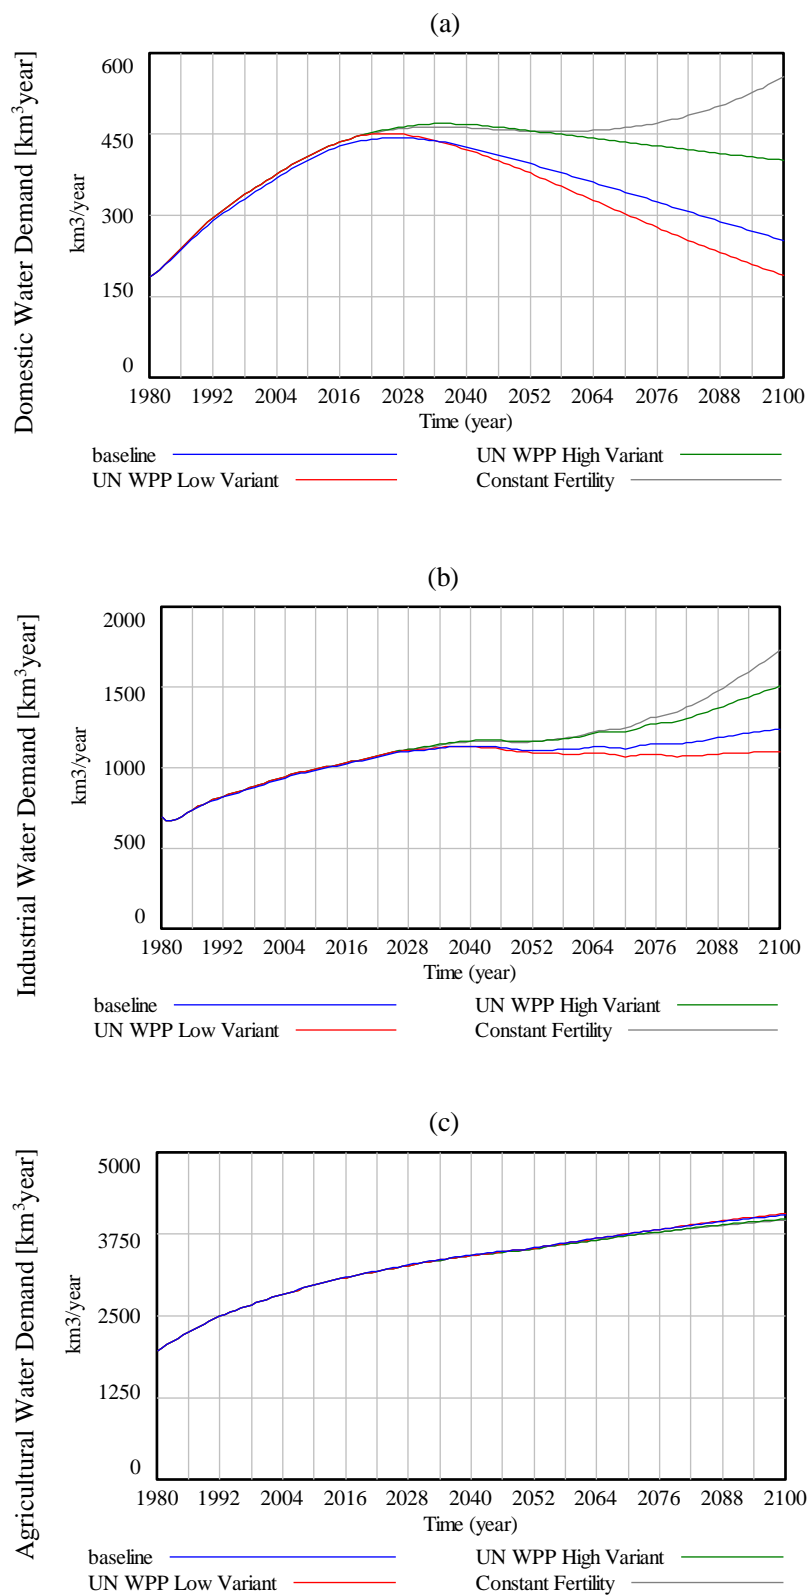 (a)
Domestic Water Demand [km³year]
km3/year
600
450
300
150
0
1980 1992 2004 2016 2028 2040 2052 2064 2076 2088 2100
Time (year)
baseline UN WPP High Variant
UN WPP Low Variant Constant Fertility
(b)
Industrial Water Demand [km³year]
km3/year
2000
1500
1000
500
0
1980 1992 2004 2016 2028 2040 2052 2064 2076 2088 2100
Time (year)
baseline UN WPP High Variant
UN WPP Low Variant Constant Fertility
(c)
Agricultural Water Demand [km³year]
km3/year
5000
3750
2500
1250
0
1980 1992 2004 2016 2028 2040 2052 2064 2076 2088 2100
Time (year)
baseline UN WPP High Variant
UN WPP Low Variant Constant Fertility